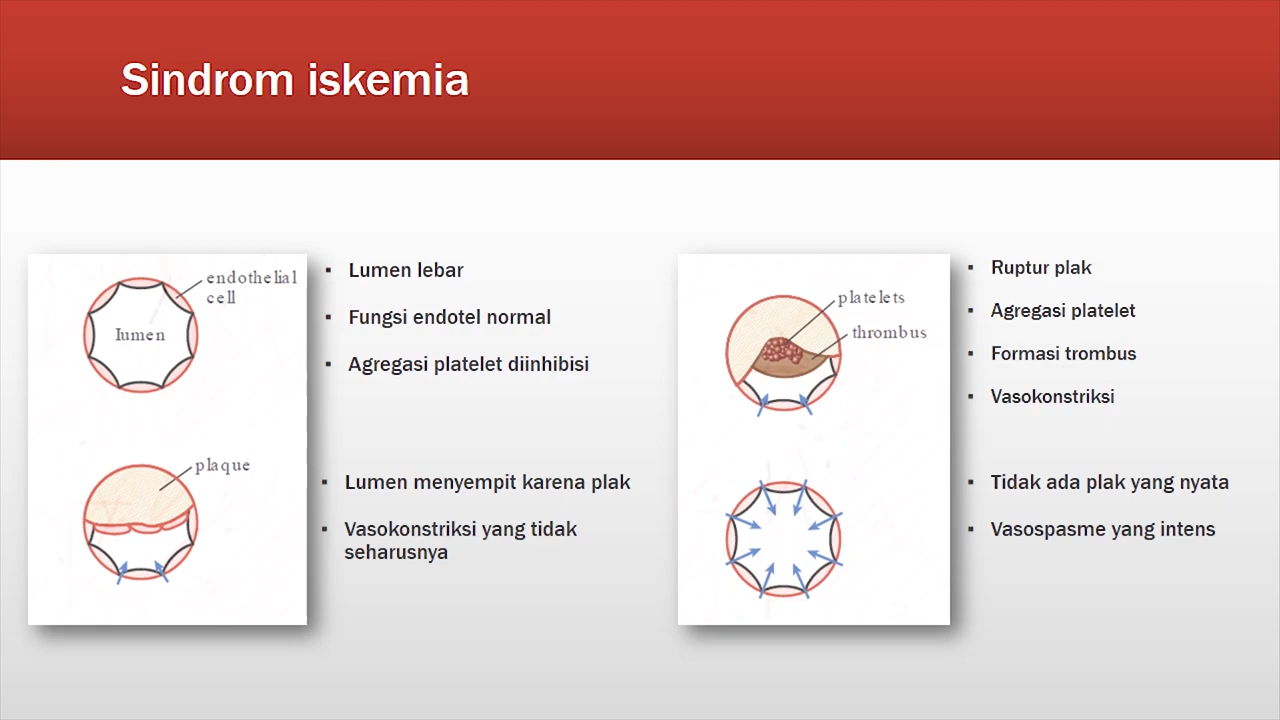 Sindrom iskemia
endothelial
cell
lumen
▪ Lumen lebar
▪ Fungsi endotel normal
▪ Agregasi platelet diinhibisi
plaque
▪ Lumen menyempit karena plak
▪ Vasokonstriksi yang tidak
seharusnya
platelets
thrombus
▪ Ruptur plak
▪ Agregasi platelet
▪ Formasi trombus
▪ Vasokonstriksi
▪ Tidak ada plak yang nyata
▪ Vasospasme yang intens